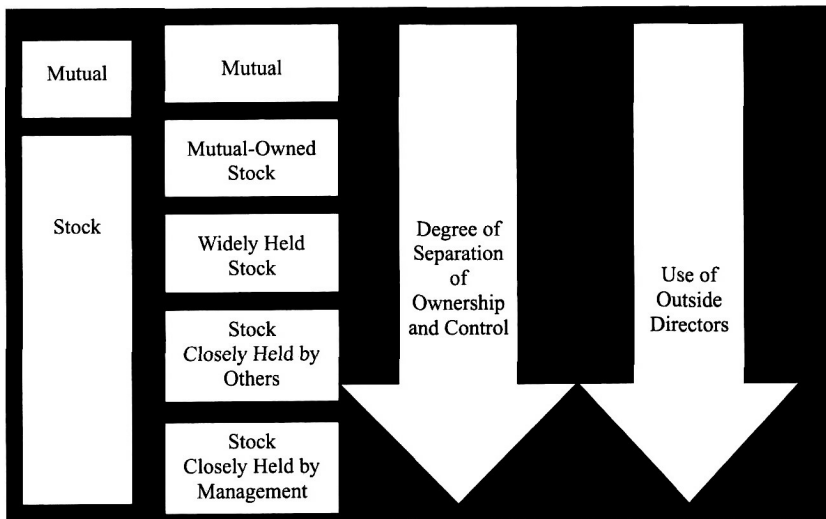 Mutual
Stock
Mutual
Mutual-Owned
Stock
Widely Held
Stock
Stock
Closely Held by
Others
Stock
Closely Held by
Management
Degree of
Separation
of
Ownership
and Control
Use of
Outside
Directors